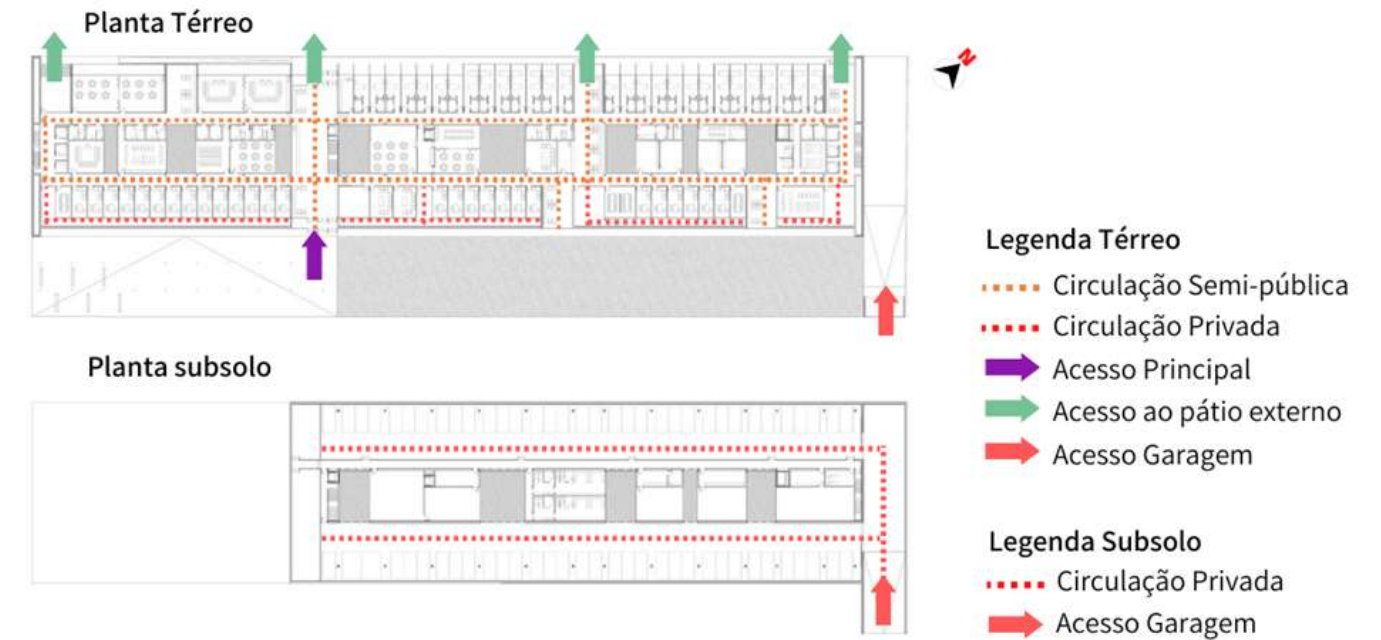 Planta Térreo
N
Legenda Térreo
Circulação Semi-pública
Circulação Privada
Acesso Principal
Acesso ao pátio externo
Acesso Garagem
Planta subsolo
Legenda Subsolo
Circulação Privada
Acesso Garagem